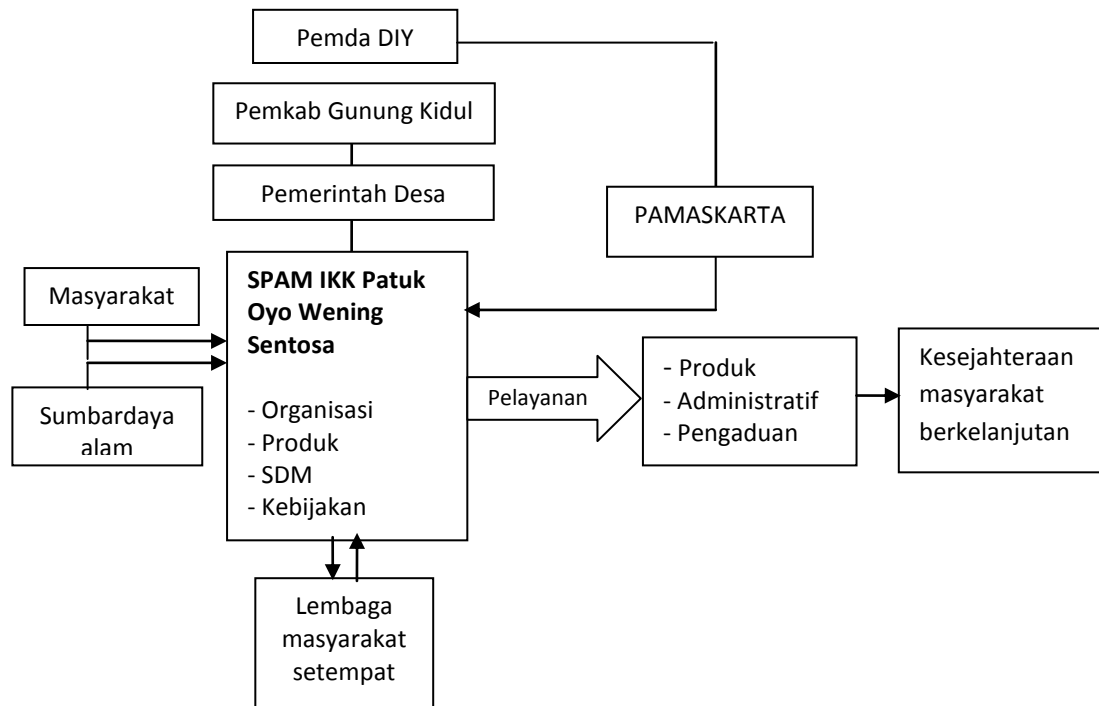 Pemda DIY
Pemkab Gunung Kidul
Pemerintah Desa
PAMASKARTA
Masyarakat
Sumbardaya
alam
SPAM IKK Patuk
Oyo Wening
Sentosa
- Organisasi
- Produk
- SDM
- Kebijakan
Pelayanan
- Produk
- Administratif
- Pengaduan
Kesejahteraan
masyarakat
berkelanjutan
Lembaga
masyarakat
setempat